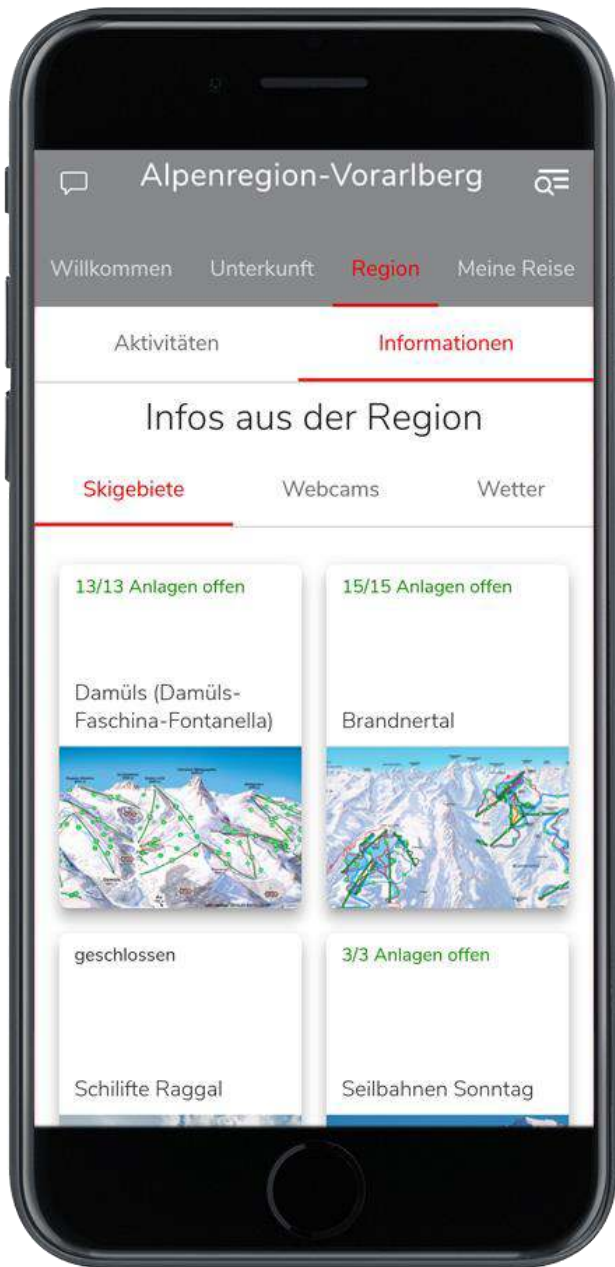 Alpenregion-Vorarlberg
Willkommen Unterkunft Region Meine Reise
Aktivitäten Informationen
Infos aus der Region
Skigebiete Webcams Wetter
13/13 Anlagen offen
Damüls (Damüls-
Faschina-Fontanella)
15/15 Anlagen offen
Brandnertal
geschlossen
Schilifte Raggal
3/3 Anlagen offen
Seilbahnen Sonntag